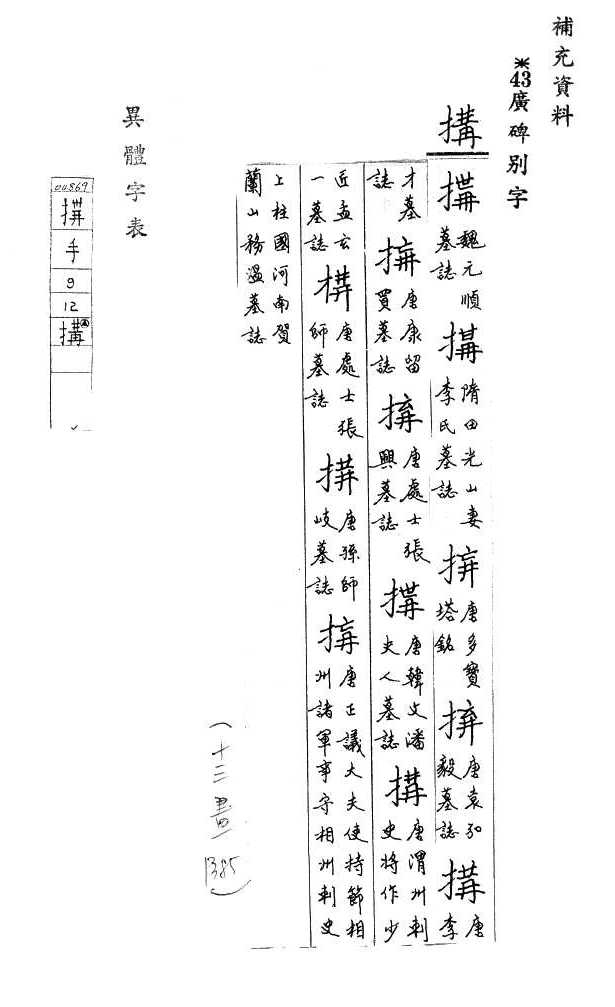 補充資料
※43廣碑別字
搆
搆魏元順墓誌搆隋田光山妻李氏墓誌搆唐多寶塔銘搆唐袁弘毅墓誌搆唐李
才墓誌搆唐康留買墓誌搆唐處士張興墓誌搆唐韓文潘史人墓誌搆唐渭州刺史將作少
匠孟玄一墓誌搆唐處士張師墓誌搆唐孫師岐墓誌搆唐正議大夫使持節相州諸軍事守相州刺史
上柱國河南賀蘭山務溫墓誌
(十三畫)
1385
異體字表
00869
搆
手
9
12
搆